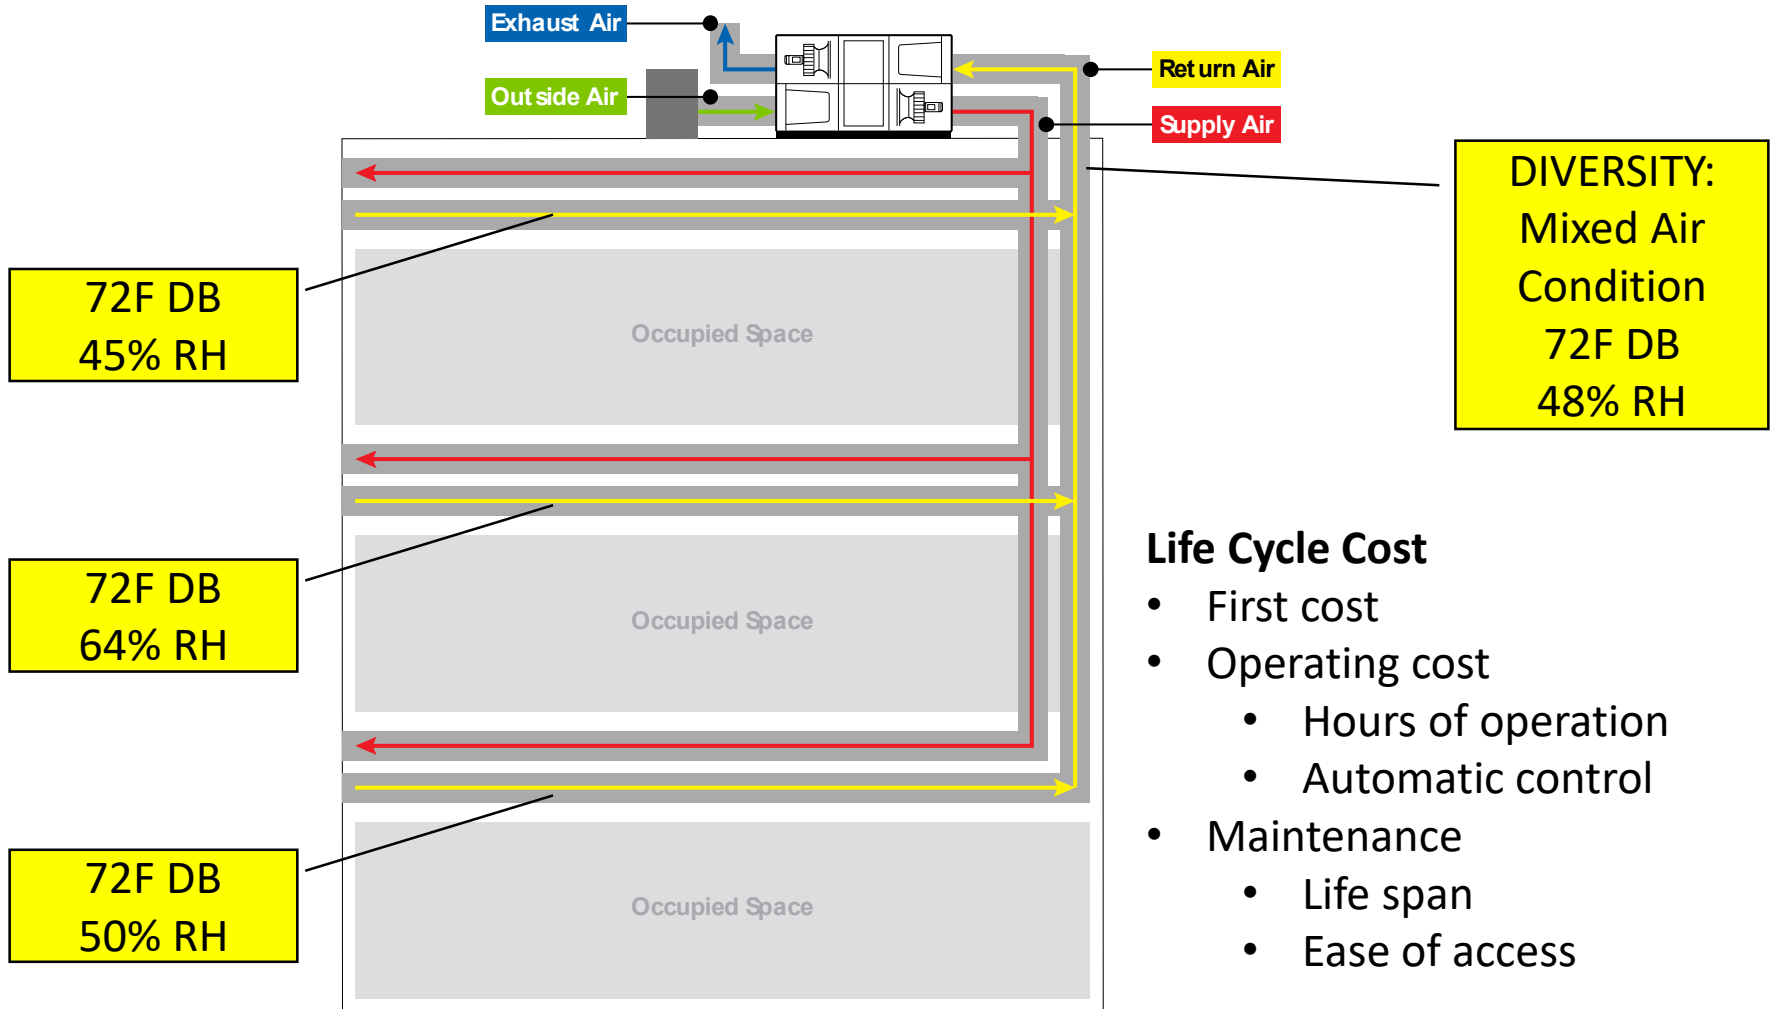 Exhaust Air
Outside Air
Return Air
Supply Air
DIVERSITY:
Mixed Air
Condition
72F DB
48% RH
72F DB
45% RH
Occupied Space
72F DB
64% RH
Occupied Space
72F DB
50% RH
Occupied Space
Life Cycle Cost
• First cost
• Operating cost
• Hours of operation
• Automatic control
• Maintenance
• Life span
• Ease of access